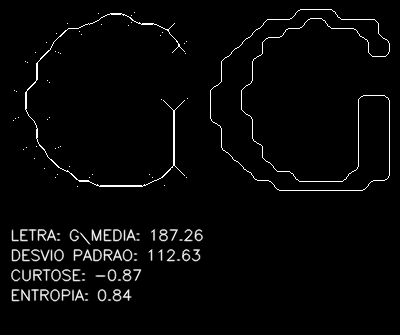 G G
LETRA: G\MEDIA: 187.26
DESVIO PADRAO: 112.63
CURTOSE: -0.87
ENTROPIA: 0.84